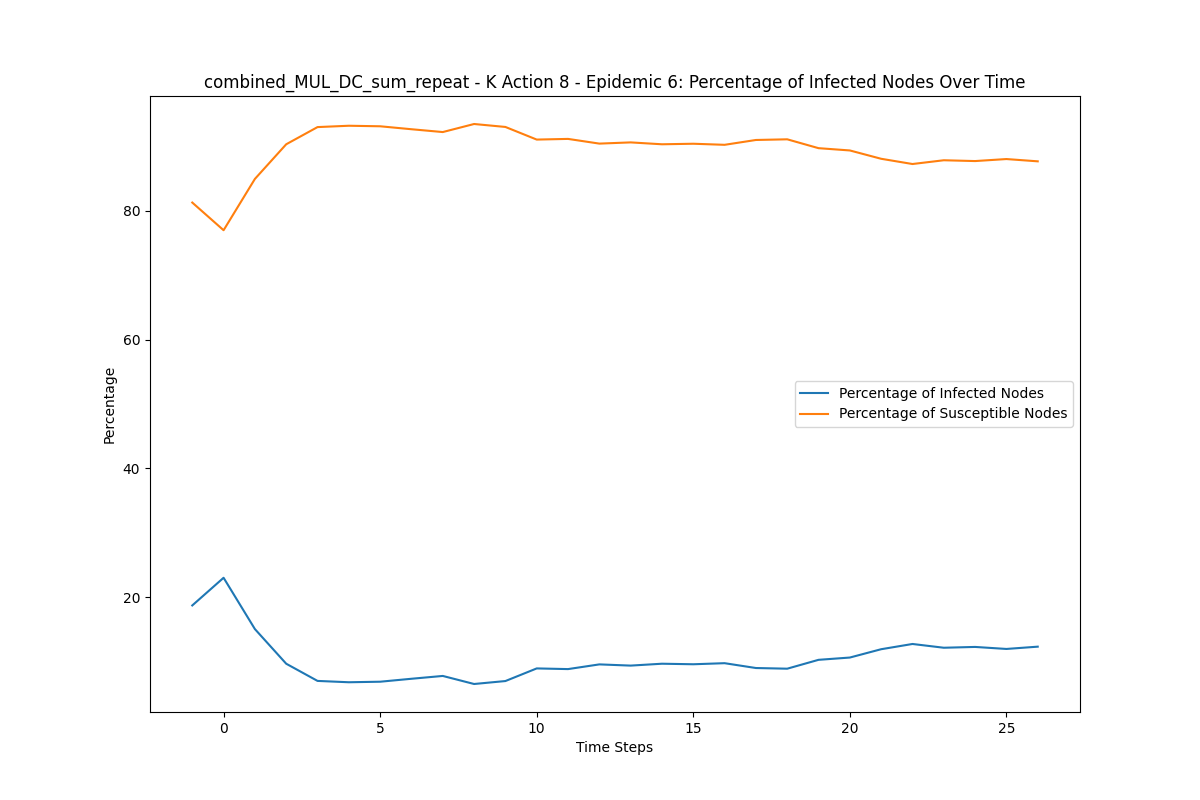 combined_MUL_DC_sum_repeat - K Action 8 - Epidemic 6: Percentage of Infected Nodes Over Time
80
60
40
20
Percentage
Percentage of Infected Nodes
Percentage of Susceptible Nodes
0 5 10 15 20 25
Time Steps